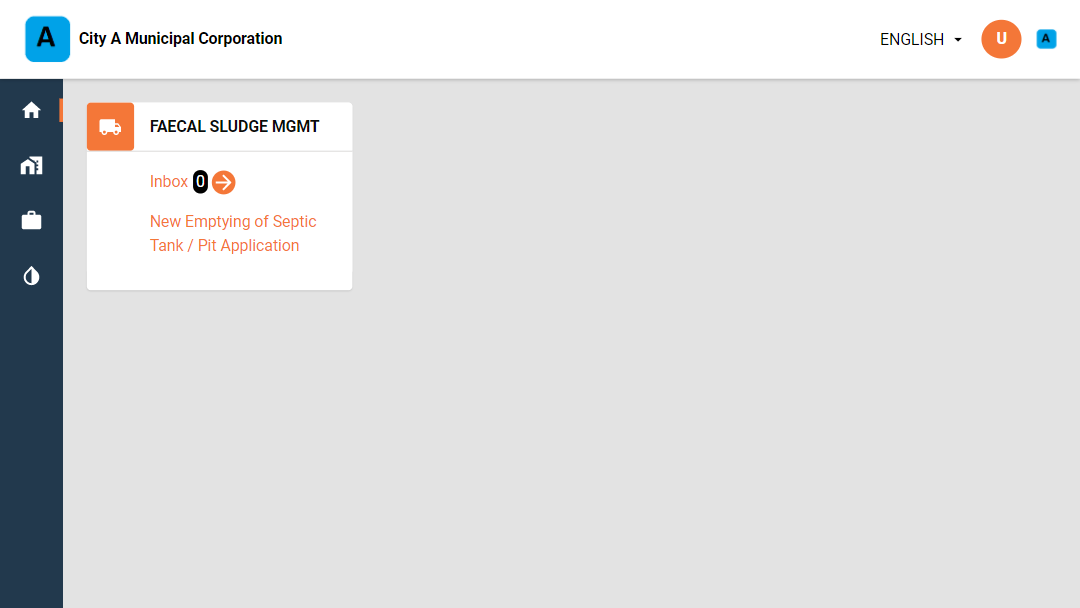 A City A Municipal Corporation
ENGLISH U A
FAECAL SLUDGE MGMT
Inbox 0
New Emptying of Septic
Tank / Pit Application